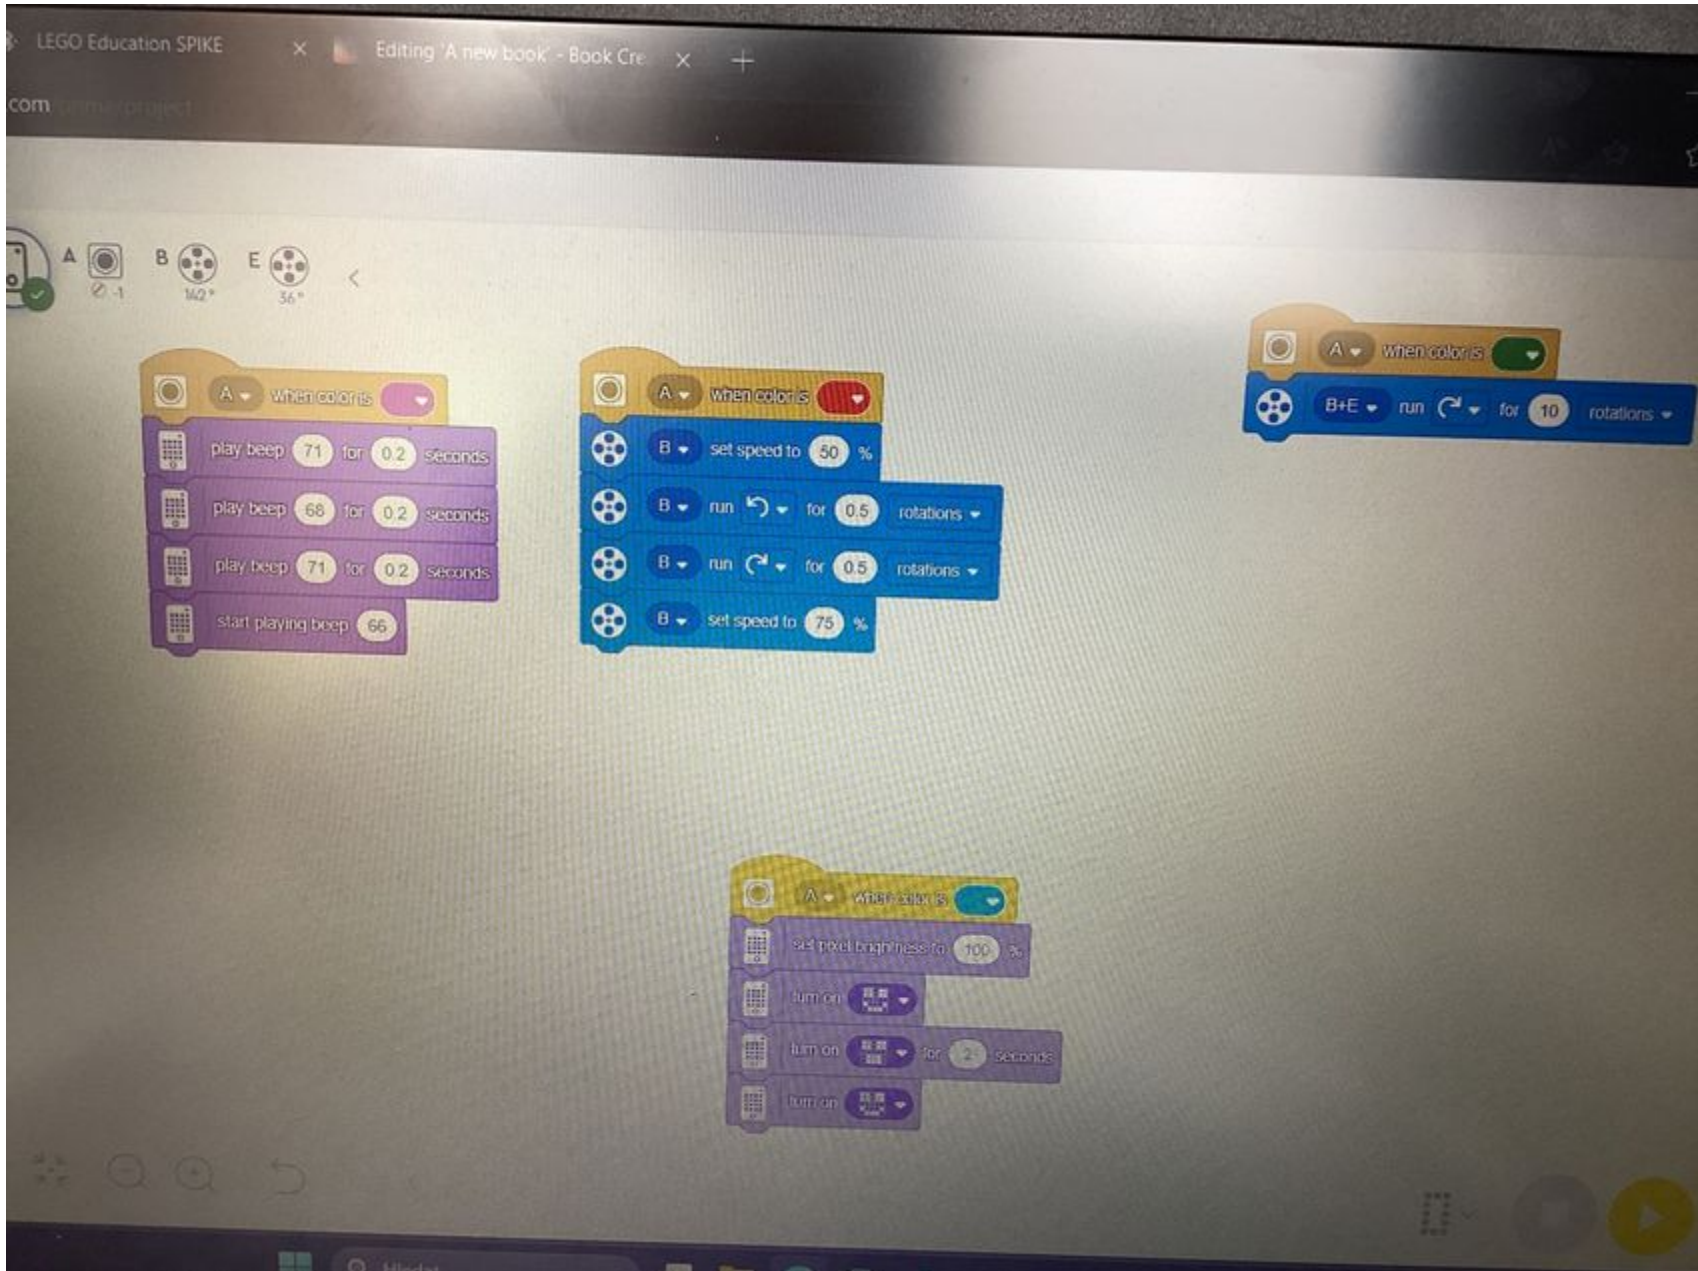 LEGO Education SPIKE
Editing 'A new book' - Book Cre
.com
A B E
-1 142° 36°
A when color is
play beep 71 for 0.2 seconds
play beep 68 for 0.2 seconds
play beep 71 for 0.2 seconds
start playing beep 66
A when color is
B set speed to 50 %
B run for 0.5 rotations
B run for 0.5 rotations
B set speed to 75 %
A when color is
B+E run for 10 rotations
A when color is
set pixel brightness to 100 %
turn on
turn on for 2 seconds
turn on
Hledat